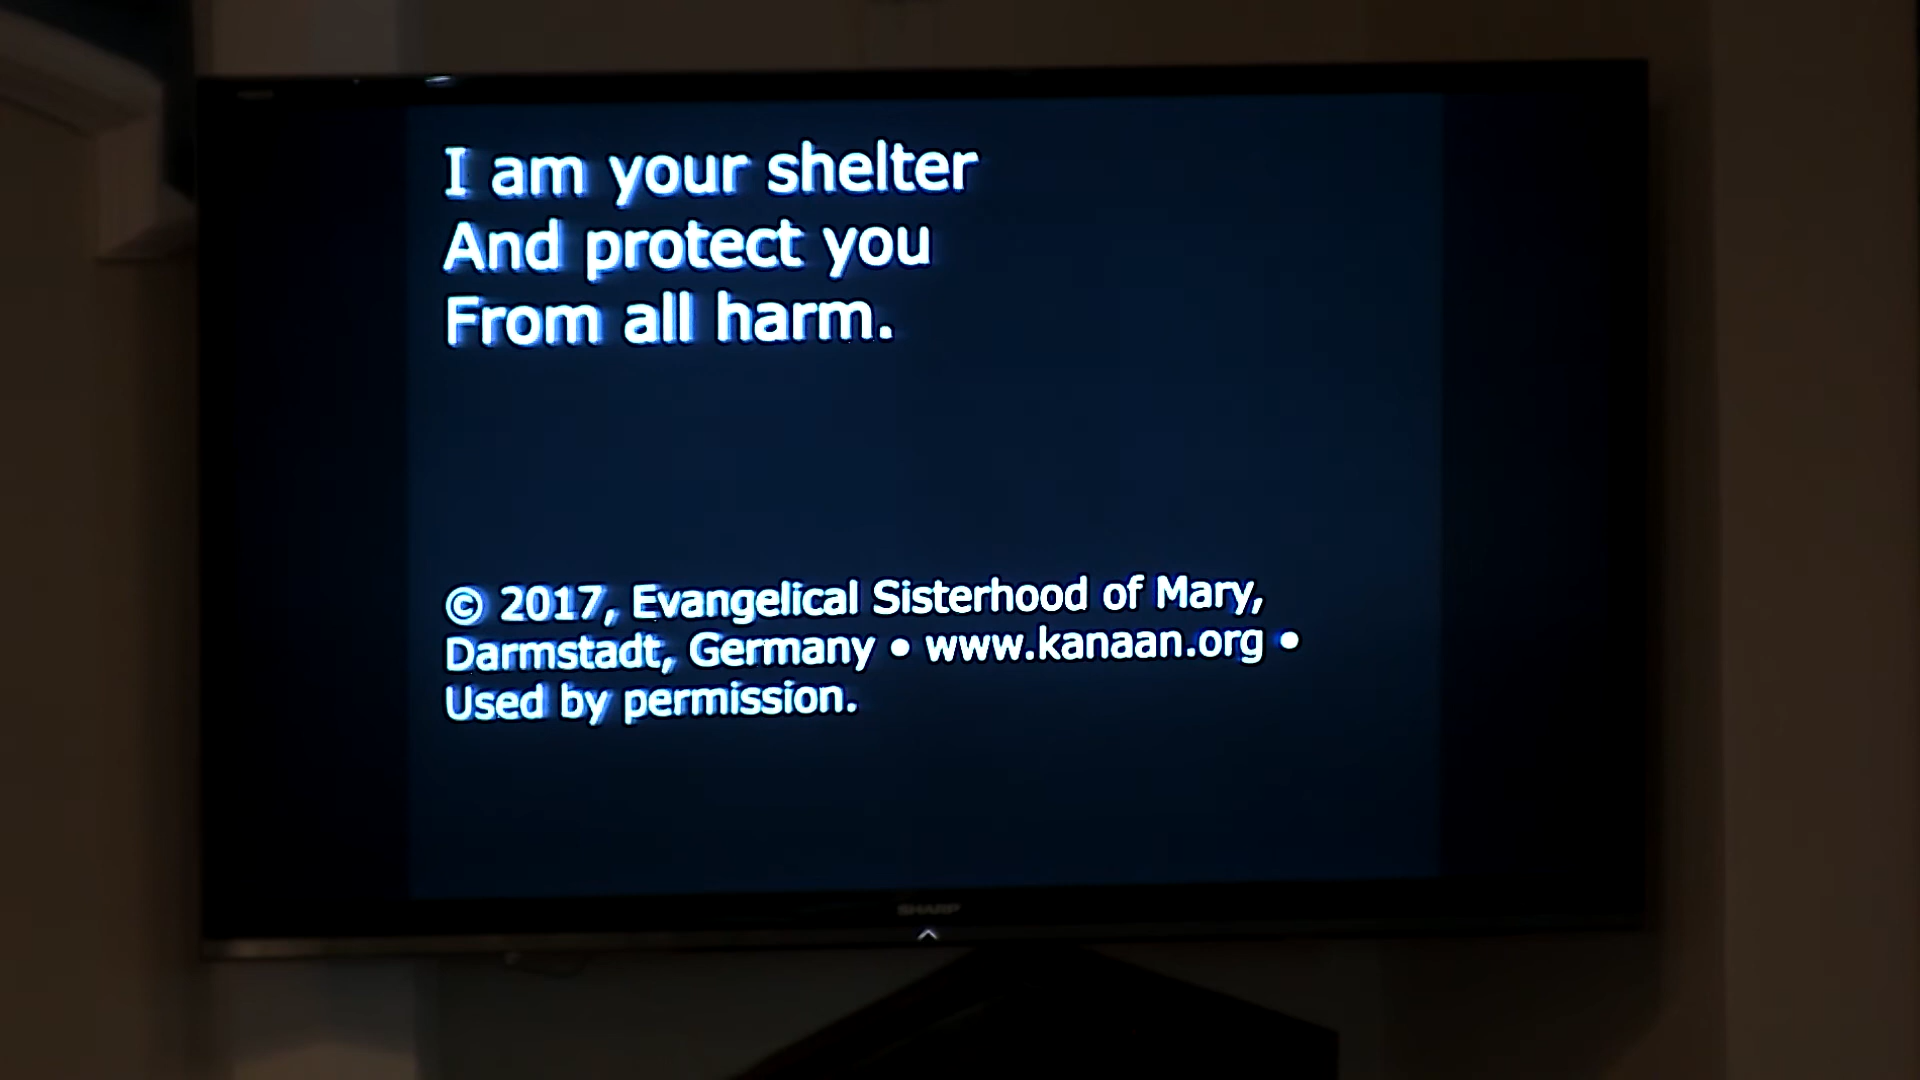 I am your shelter
And protect you
From all harm.
© 2017, Evangelical Sisterhood of Mary,
Darmstadt, Germany • www.kanaan.org •
Used by permission.
SHARP